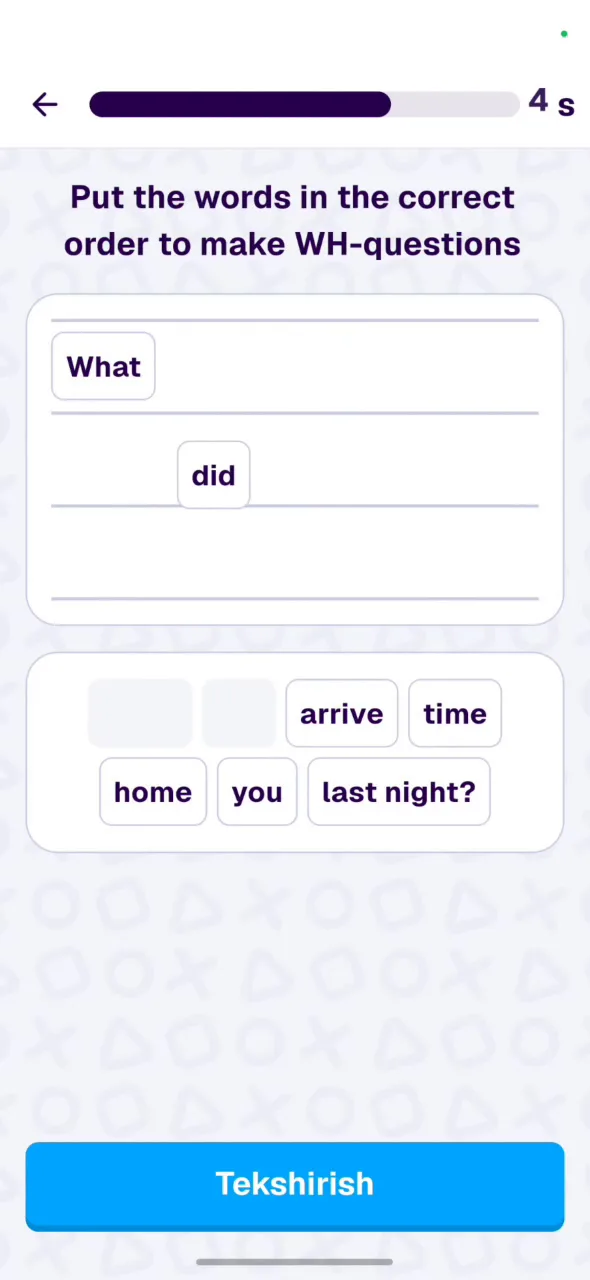 4 s
Put the words in the correct
order to make WH-questions
What
did
arrive time
home you last night?
Tekshirish